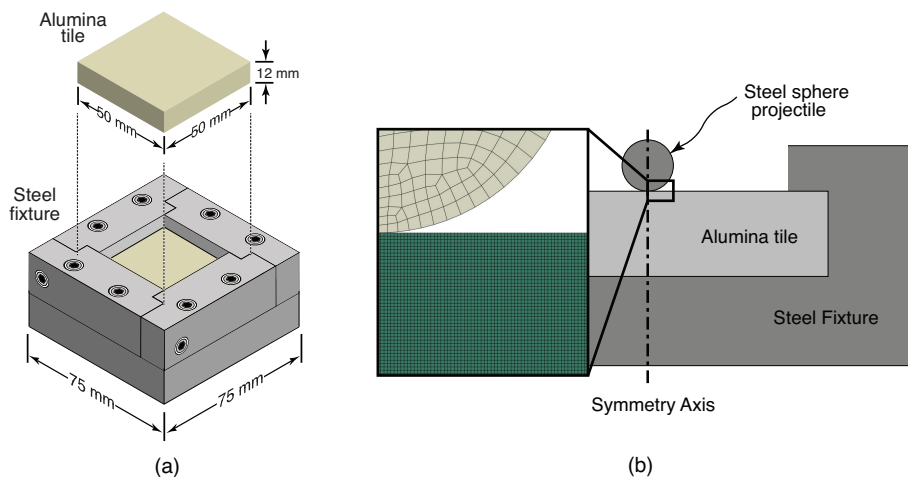 Alumina
tile
12 mm
50 mm
50 mm
Steel
fixture
75 mm
75 mm
(a)
Steel sphere
projectile
Alumina tile
Steel Fixture
Symmetry Axis
(b)